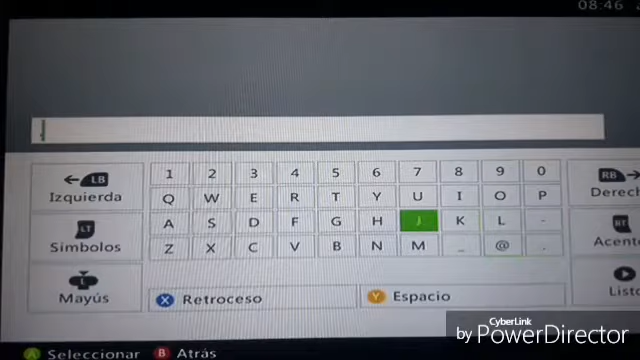 08:46
LB
Izquierda
1 2 3 4 5 6 7 8 9 0
RB
Derech
Q W E R T Y U I O P
LT
Símbolos
A S D F G H J K L -
RT
Acento
Z X C V B N M _ @ .
Mayús
X Retroceso
Y Espacio
Listo
A Seleccionar B Atrás
CyberLink
by PowerDirector